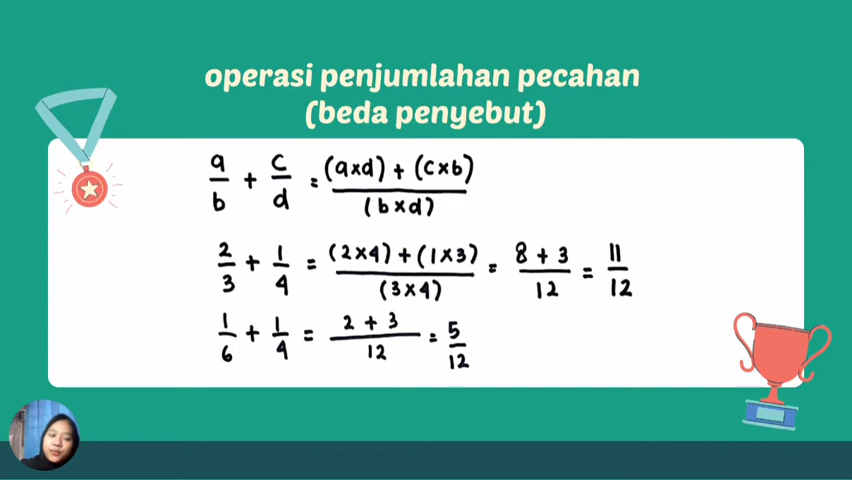 operasi penjumlahan pecahan
(beda penyebut)
a/b + c/d = (a×d) + (c×b) / (b×d)
2/3 + 1/4 = (2×4) + (1×3) / (3×4) = 8 + 3 / 12 = 11/12
1/6 + 1/4 = 2 + 3 / 12 = 5/12